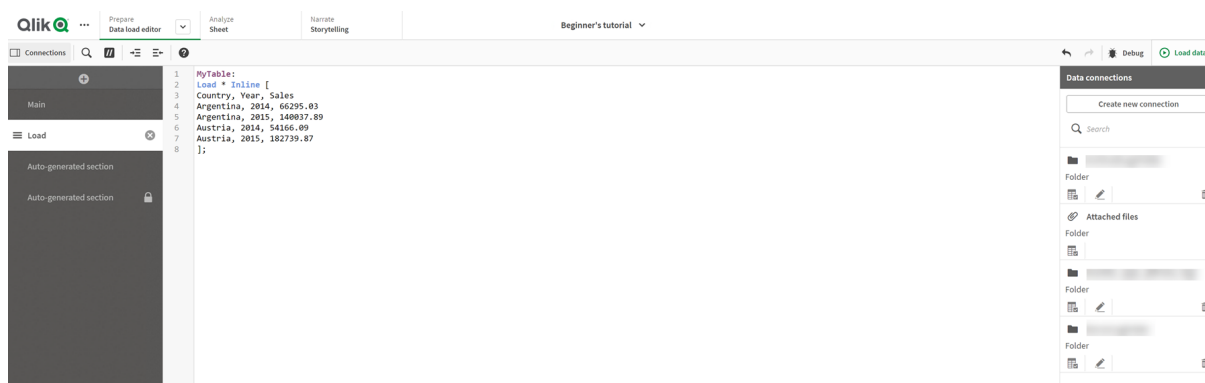 Qlik
...
Prepare
Data load editor
Analyze
Sheet
Narrate
Storytelling
Beginner's tutorial
Connections
//
?
Debug
Load data
Main
Load
Auto-generated section
Auto-generated section
1 MyTable:
2 Load * Inline [
3 Country, Year, Sales
4 Argentina, 2014, 66295.03
5 Argentina, 2015, 140037.89
6 Austria, 2014, 54166.09
7 Austria, 2015, 182739.87
8 ];
Data connections
Create new connection
Search
Folder
Attached files
Folder
Folder
Folder